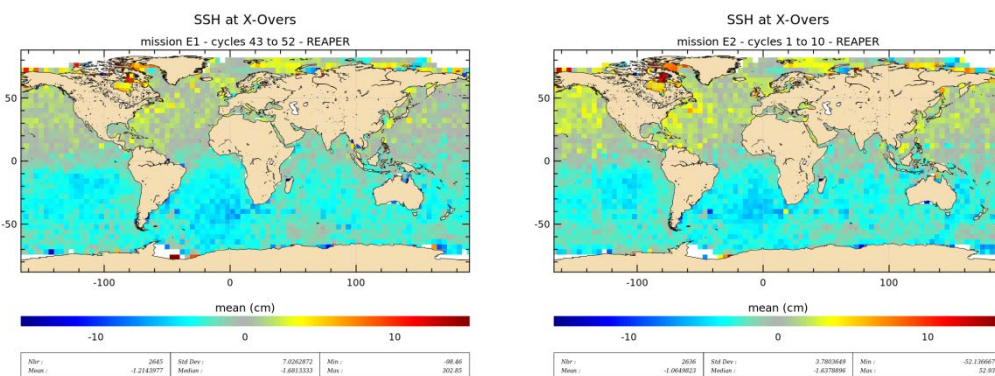 SSH at X-Overs
mission E1 - cycles 43 to 52 - REAPER
50
0
-50
-100
0
100
mean (cm)
-10
0
10
Nbr : 2645
Mean : -1.2143977
Std Dev : 7.0262872
Median : -1.6813333
Min : -98.46
Max : 302.85
SSH at X-Overs
mission E2 - cycles 1 to 10 - REAPER
50
0
-50
-100
0
100
mean (cm)
-10
0
10
Nbr : 2636
Mean : -1.0649823
Std Dev : 3.7803649
Median : -1.6378896
Min : -52.136667
Max : 52.93